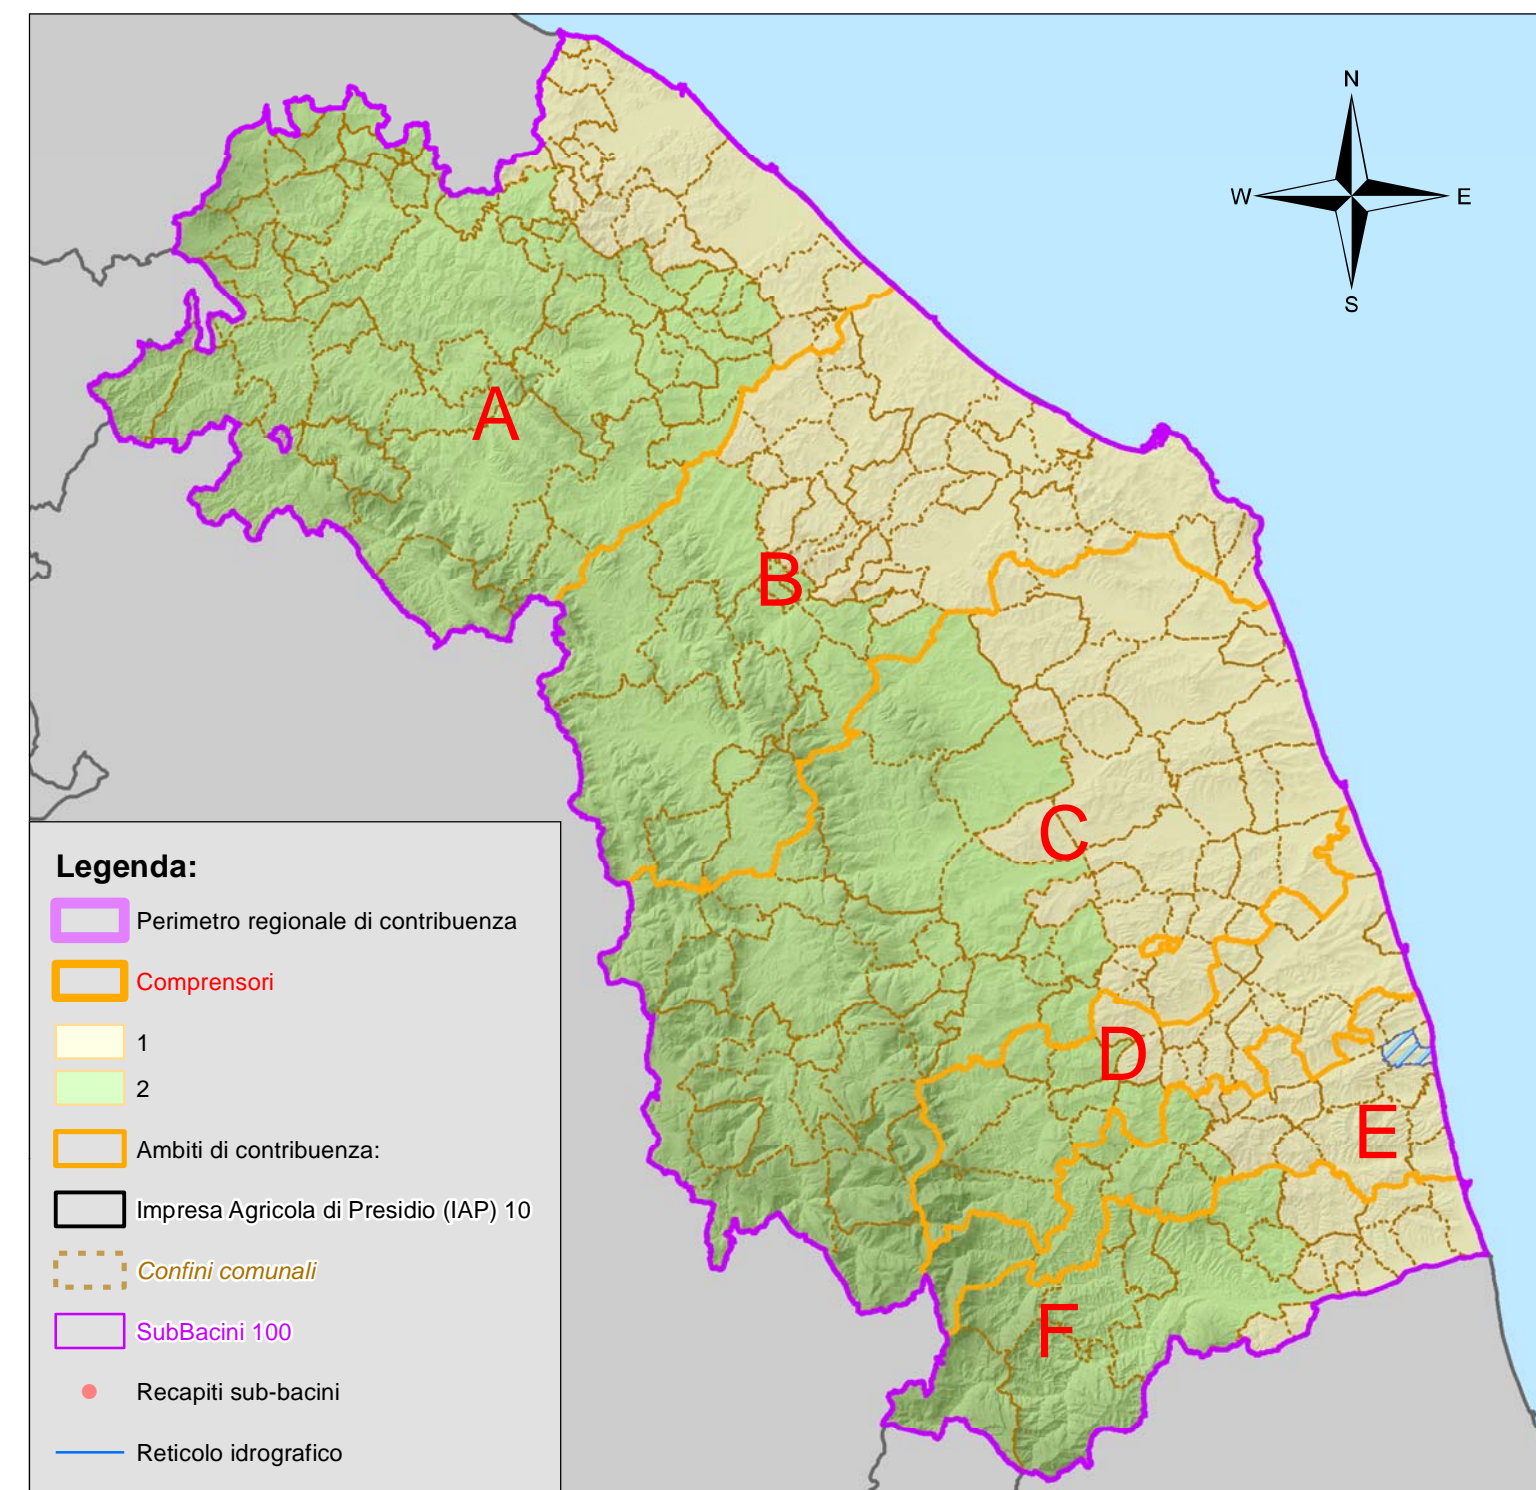 N
W E
S
A
B
C
D
E
F
Legenda:
Perimetro regionale di contribuenza
Comprensori
1
2
Ambiti di contribuenza:
Impresa Agricola di Presidio (IAP) 10
Confini comunali
SubBacini 100
Recapiti sub-bacini
Reticolo idrografico